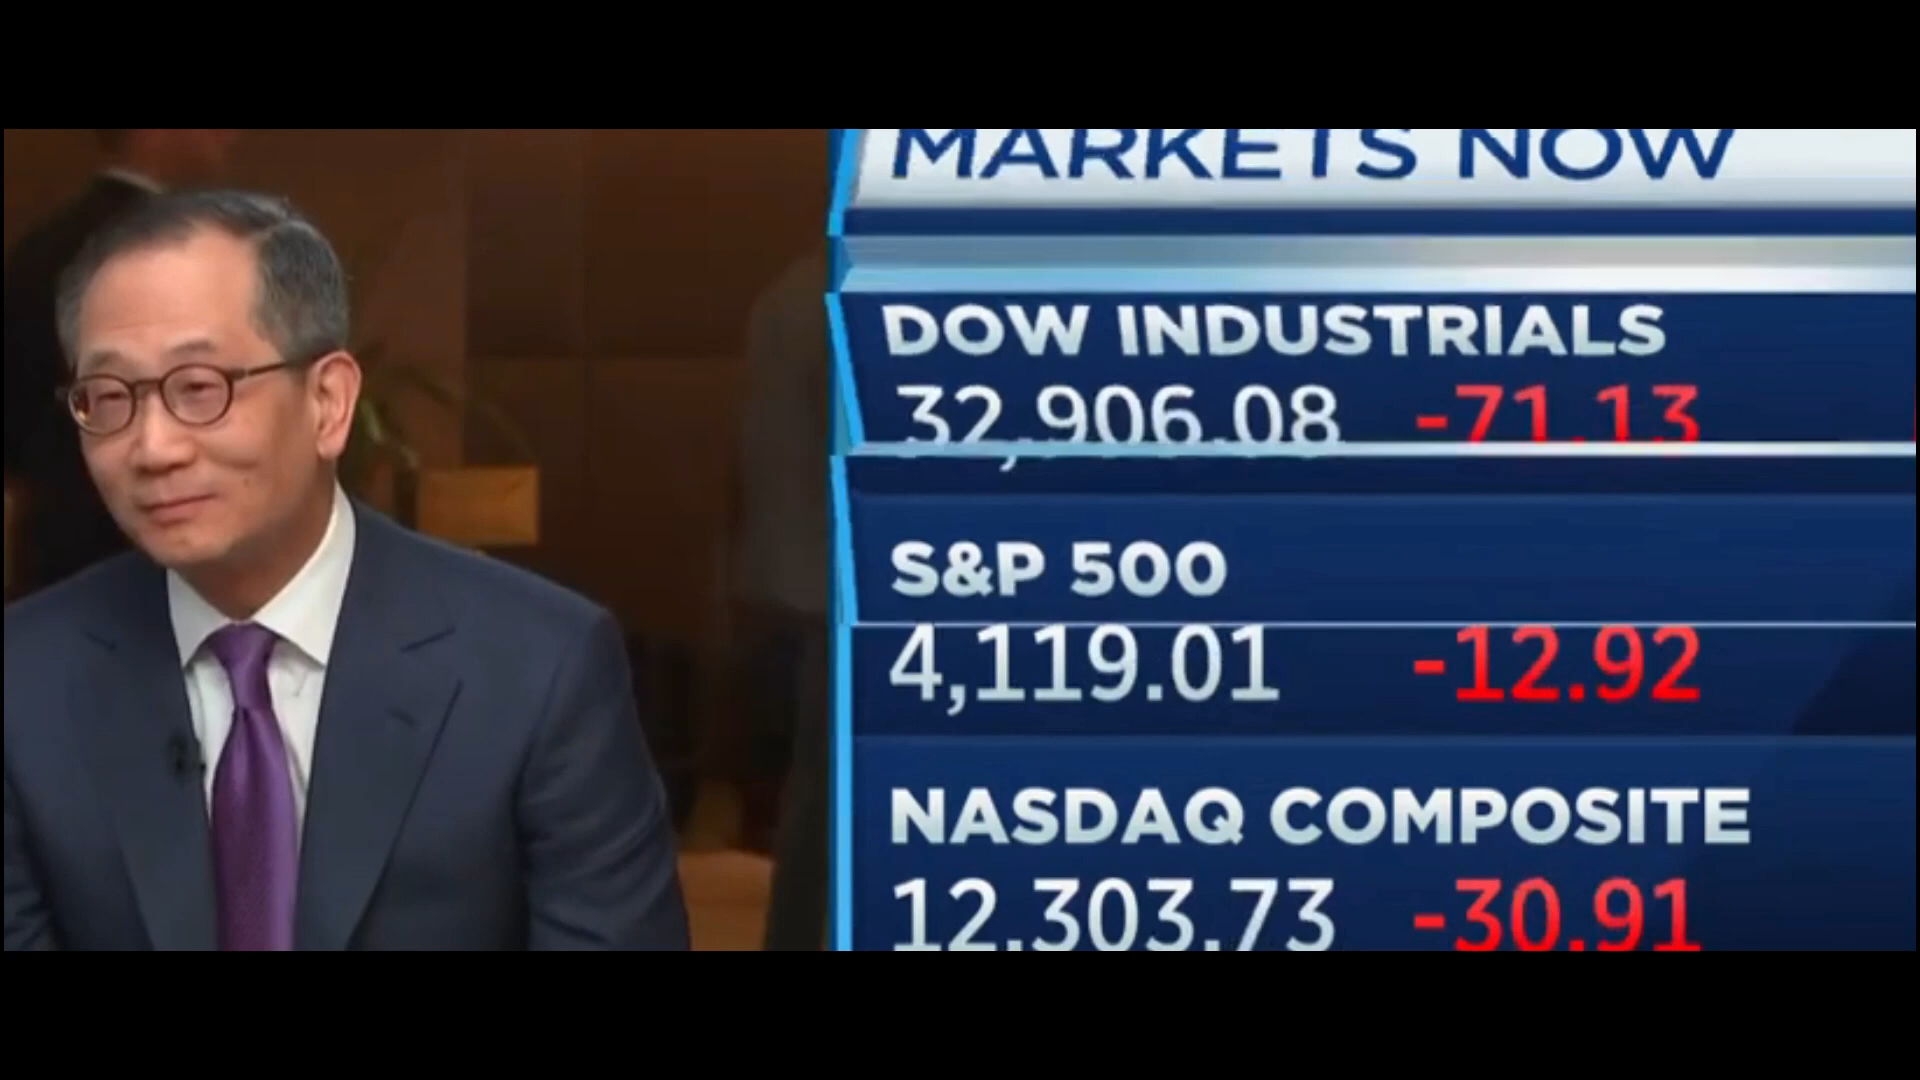 MARKETS NOW
DOW INDUSTRIALS
32,906.08 -71.13
S&P 500
4,119.01 -12.92
NASDAQ COMPOSITE
12,303.73 -30.91